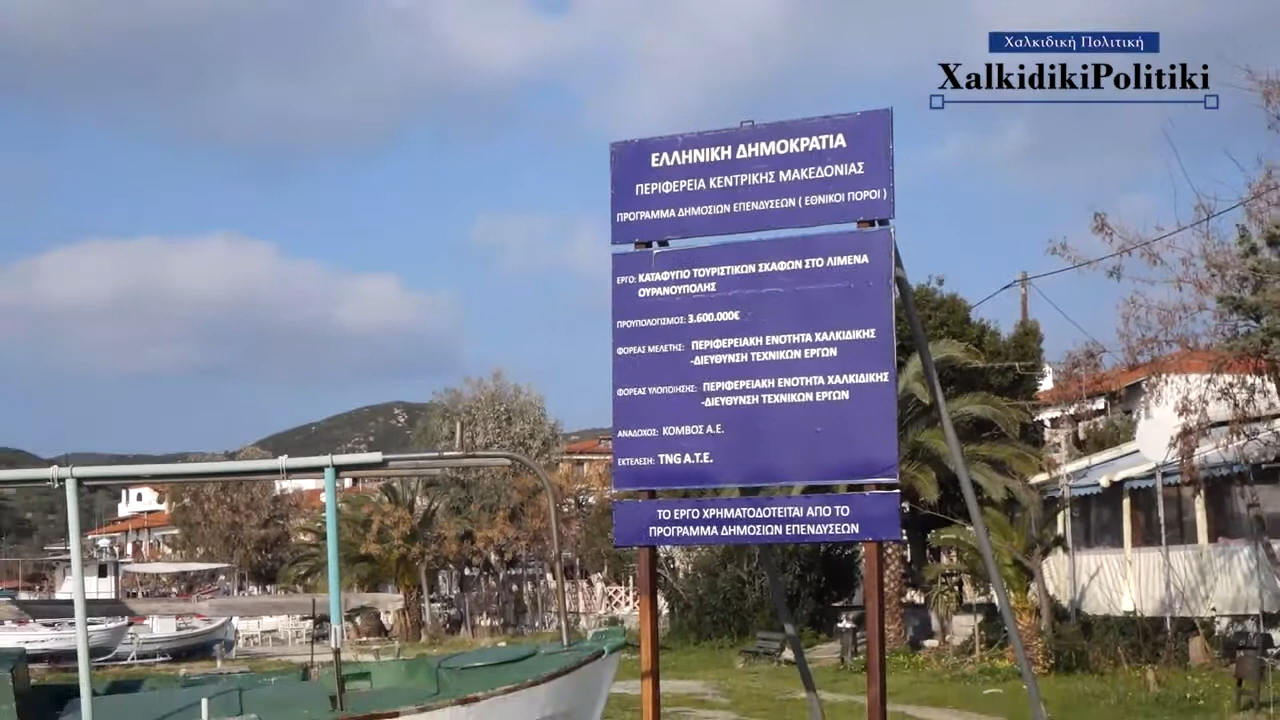 Χαλκιδική Πολιτική
XalkidikiPolitiki
ΕΛΛΗΝΙΚΗ ΔΗΜΟΚΡΑΤΙΑ
ΠΕΡΙΦΕΡΕΙΑ ΚΕΝΤΡΙΚΗΣ ΜΑΚΕΔΟΝΙΑΣ
ΠΡΟΓΡΑΜΜΑ ΔΗΜΟΣΙΩΝ ΕΠΕΝΔΥΣΕΩΝ ( ΕΘΝΙΚΟΙ ΠΟΡΟΙ )
ΕΡΓΟ: ΚΑΤΑΦΥΓΙΟ ΤΟΥΡΙΣΤΙΚΩΝ ΣΚΑΦΩΝ ΣΤΟ ΛΙΜΕΝΑ
ΟΥΡΑΝΟΥΠΟΛΗΣ
ΠΡΟΥΠΟΛΟΓΙΣΜΟΣ: 3.600.000€
ΦΟΡΕΑΣ ΜΕΛΕΤΗΣ: ΠΕΡΙΦΕΡΕΙΑΚΗ ΕΝΟΤΗΤΑ ΧΑΛΚΙΔΙΚΗΣ
-ΔΙΕΥΘΥΝΣΗ ΤΕΧΝΙΚΩΝ ΕΡΓΩΝ
ΦΟΡΕΑΣ ΥΛΟΠΟΙΗΣΗΣ: ΠΕΡΙΦΕΡΕΙΑΚΗ ΕΝΟΤΗΤΑ ΧΑΛΚΙΔΙΚΗΣ
-ΔΙΕΥΘΥΝΣΗ ΤΕΧΝΙΚΩΝ ΕΡΓΩΝ
ΑΝΑΔΟΧΟΣ: ΚΟΜΒΟΣ Α.Ε.
ΕΚΤΕΛΕΣΗ: TNG Α.Τ.Ε.
ΤΟ ΕΡΓΟ ΧΡΗΜΑΤΟΔΟΤΕΙΤΑΙ ΑΠΟ ΤΟ
ΠΡΟΓΡΑΜΜΑ ΔΗΜΟΣΙΩΝ ΕΠΕΝΔΥΣΕΩΝ